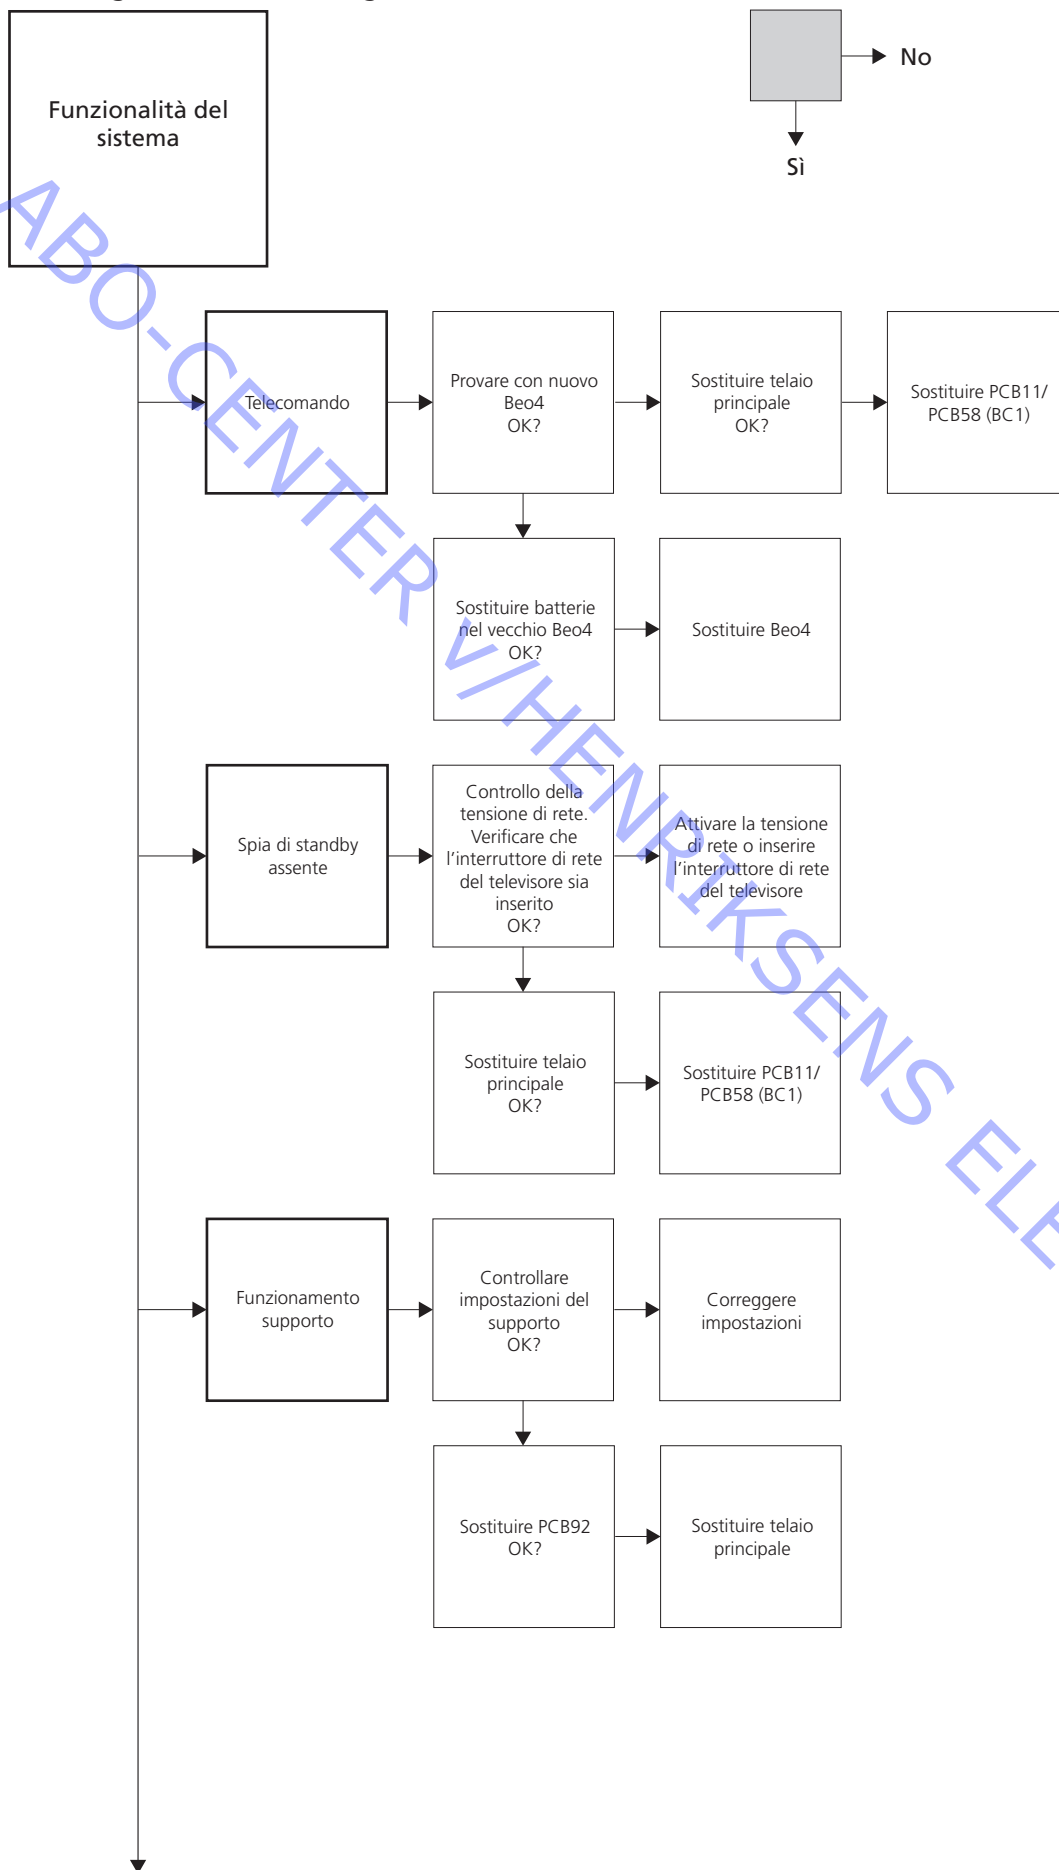 Funzionalità del
sistema
No
Sì
Telecomando
Provare con nuovo
Beo4
OK?
Sostituire telaio
principale
OK?
Sostituire PCB11/
PCB58 (BC1)
Sostituire batterie
nel vecchio Beo4
OK?
Sostituire Beo4
Spia di standby
assente
Controllo della
tensione di rete.
Verificare che
l’interruttore di rete
del televisore sia
inserito
OK?
Attivare la tensione
di rete o inserire
l’interruttore di rete
del televisore
Sostituire telaio
principale
OK?
Sostituire PCB11/
PCB58 (BC1)
Funzionamento
supporto
Controllare
impostazioni del
supporto
OK?
Correggere
impostazioni
Sostituire PCB92
OK?
Sostituire telaio
principale
ABO-CENTER v/HENRIKSENS ELE